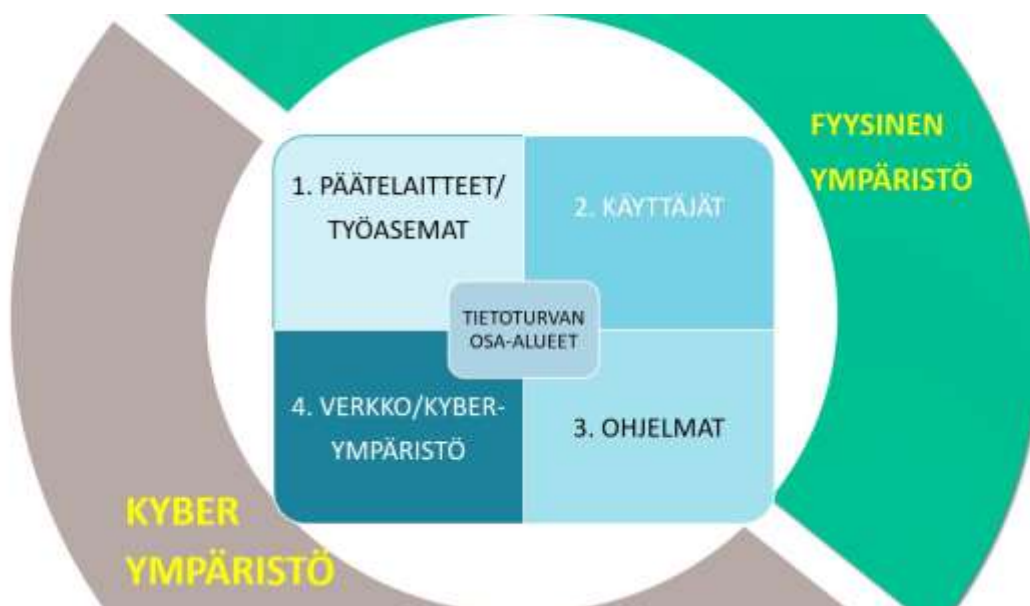 FYYSINEN
YMPÄRISTÖ
1. PÄÄTELAITTEET/
TYÖASEMAT
2. KÄYTTÄJÄT
TIETOTURVAN
OSA-ALUEET
4. VERKKO/KYBER-
YMPÄRISTÖ
3. OHJELMAT
KYBER
YMPÄRISTÖ